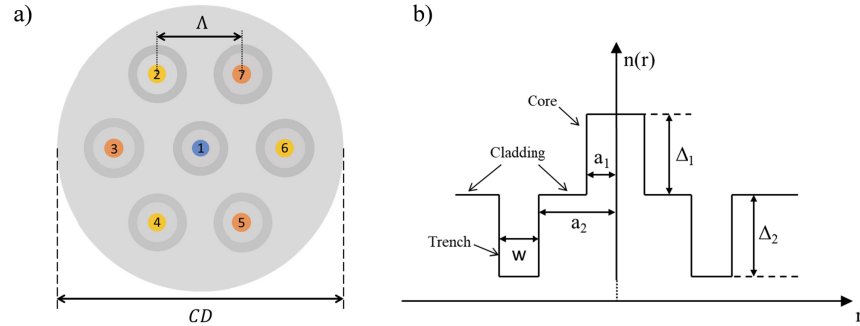 a)
Λ
2
7
3
1
6
4
5
CD
b)
n(r)
Core
Cladding
a₁
Δ₁
a₂
Trench
w
Δ₂
r